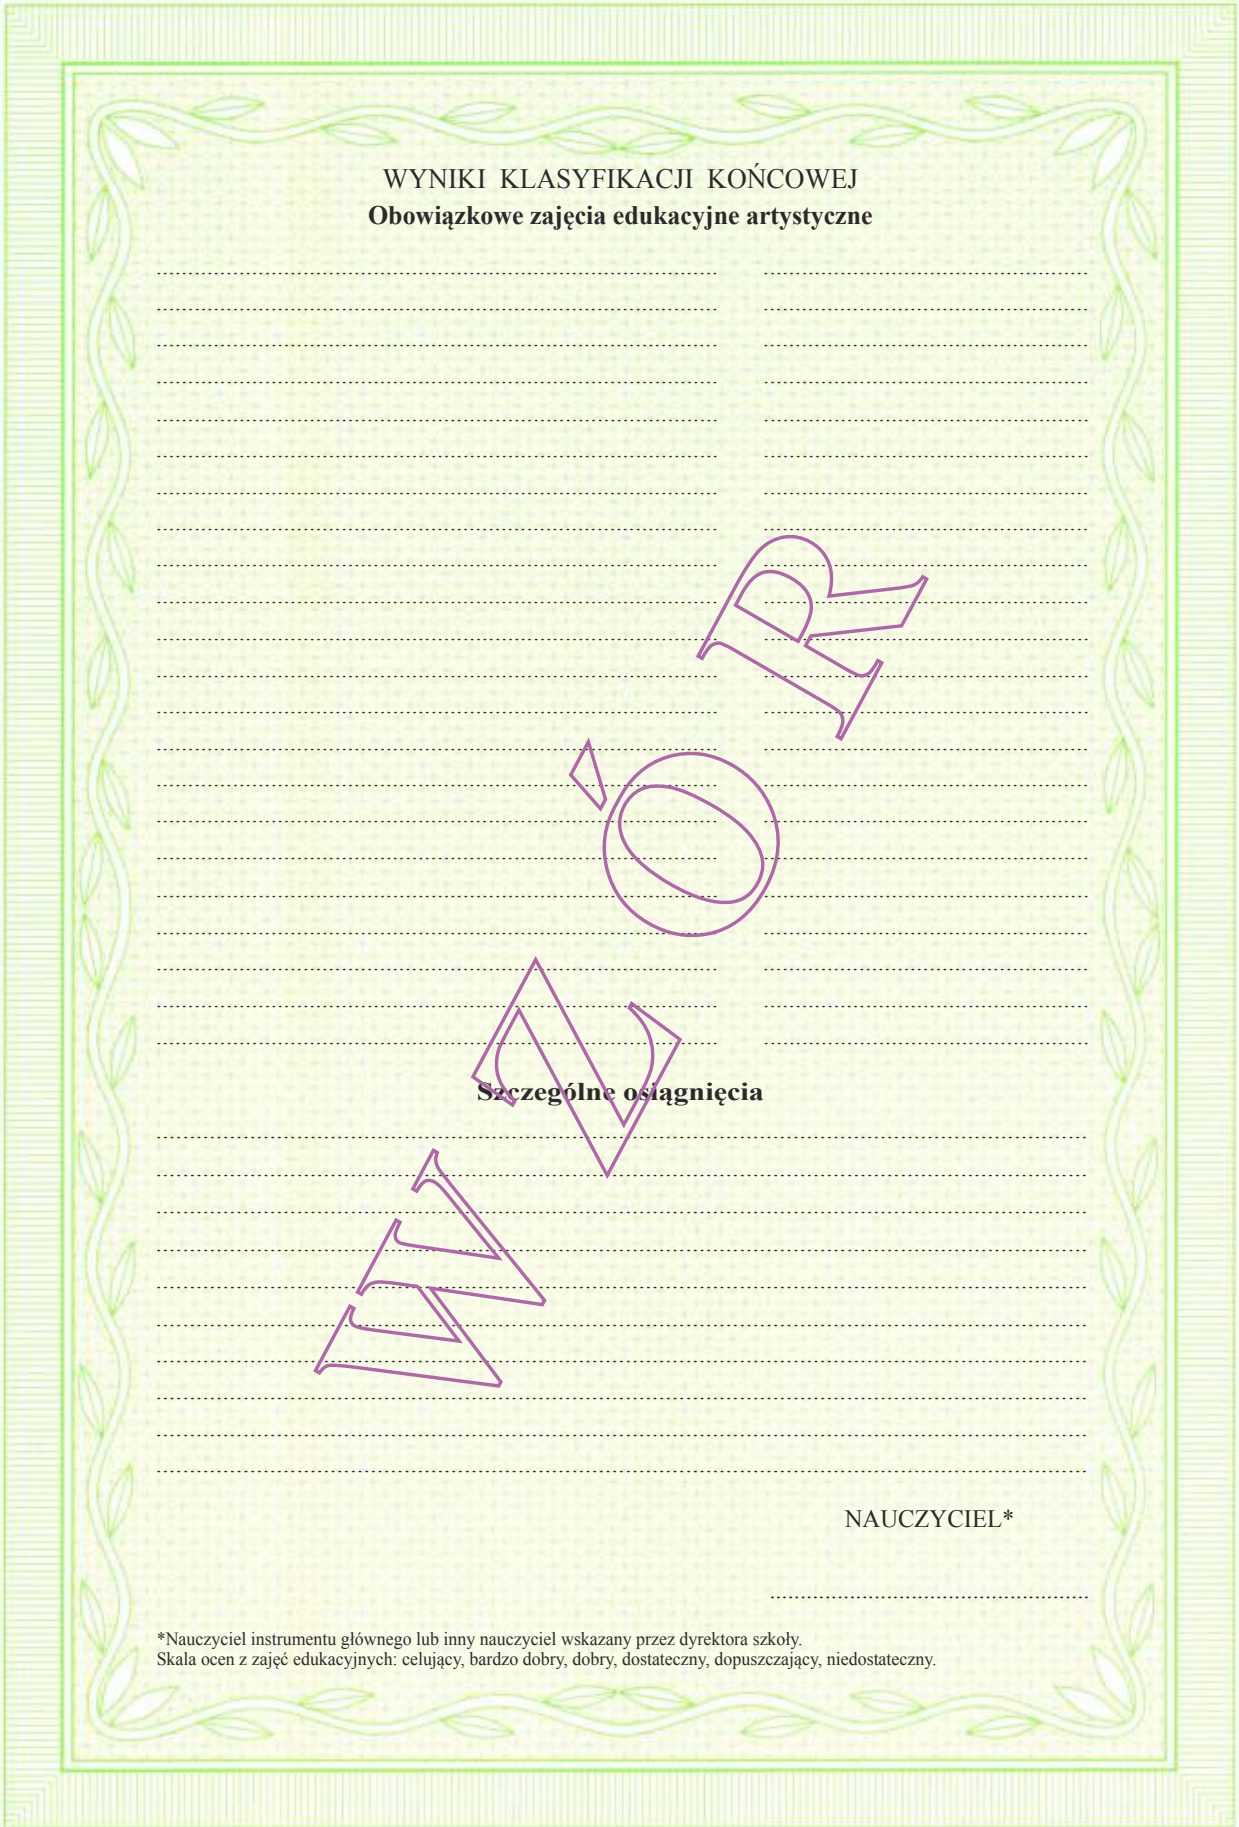 WYNIKI KLASYFIKACJI KOŃCOWEJ
Obowiązkowe zajęcia edukacyjne artystyczne
WZÓR
Szczególne osiągnięcia
NAUCZYCIEL*
*Nauczyciel instrumentu głównego lub inny nauczyciel wskazany przez dyrektora szkoły.
Skala ocen z zajęć edukacyjnych: celujący, bardzo dobry, dobry, dostateczny, dopuszczający, niedostateczny.